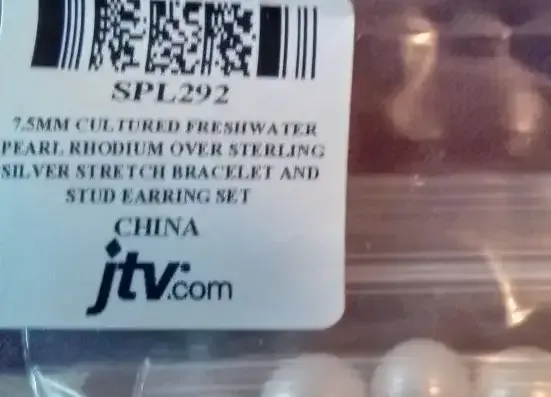 SPL292
7.5MM CULTURED FRESHWATER
PEARL RHODIUM OVER STERLING
SILVER STRETCH BRACELET AND
STUD EARRING SET
CHINA
jtv.com